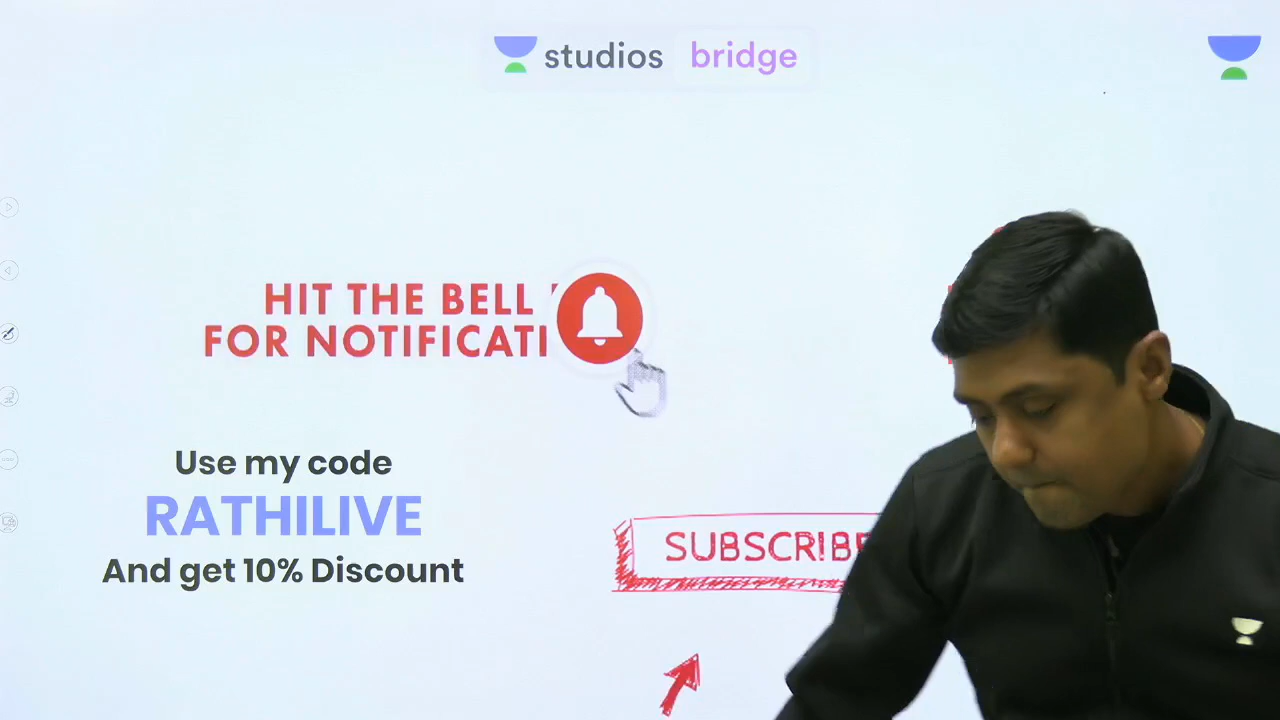 studios bridge
HIT THE BELL
FOR NOTIFICATI
Use my code
RATHILIVE
And get 10% Discount
SUBSCRIBE